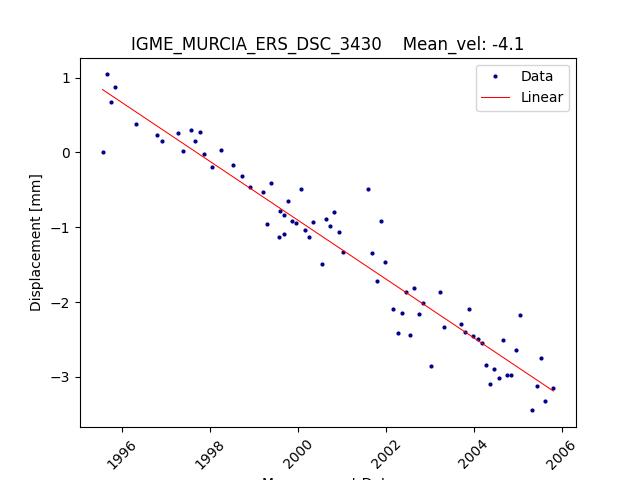 IGME_MURCIA_ERS_DSC_3430    Mean_vel: -4.1
Data
Linear
Displacement [mm]
1
0
−1
−2
−3
1996
1998
2000
2002
2004
2006